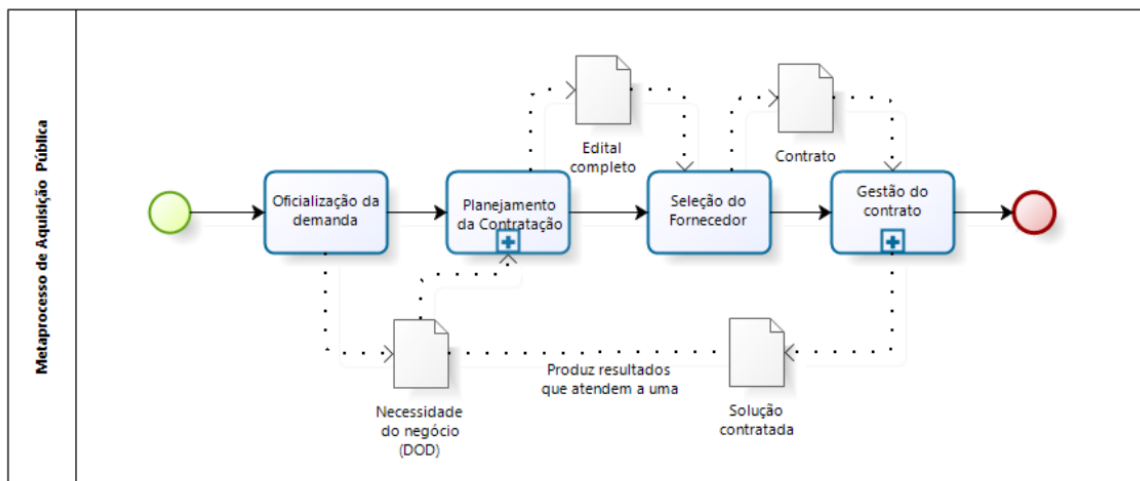 Metaprocesso de Aquisição Pública
Edital
completo
Contrato
Oficialização da
demanda
Planejamento
da Contratação
Seleção do
Fornecedor
Gestão do
contrato
Produz resultados
que atendem a uma
Necessidade
do negócio
(DOD)
Solução
contratada